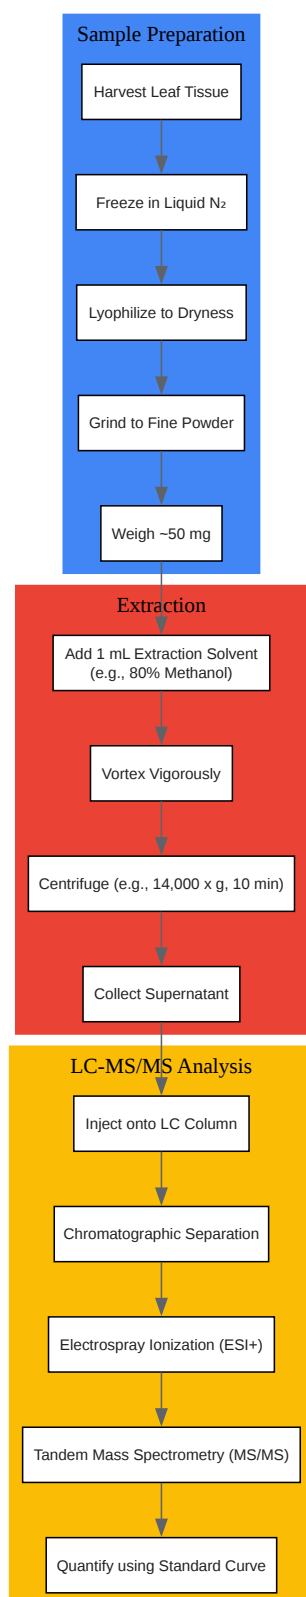 Sample Preparation
Harvest Leaf Tissue
Freeze in Liquid N₂
Lyophilize to Dryness
Grind to Fine Powder
Weigh ~50 mg
Extraction
Add 1 mL Extraction Solvent
(e.g., 80% Methanol)
Vortex Vigorously
Centrifuge (e.g., 14,000 x g, 10 min)
Collect Supernatant
LC-MS/MS Analysis
Inject onto LC Column
Chromatographic Separation
Electrospray Ionization (ESI+)
Tandem Mass Spectrometry (MS/MS)
Quantify using Standard Curve